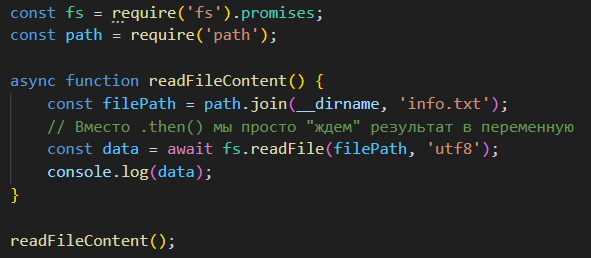 const fs = require('fs').promises;
const path = require('path');

async function readFileContent() {
    const filePath = path.join(__dirname, 'info.txt');
    // Вместо .then() мы просто "ждем" результат в переменную
    const data = await fs.readFile(filePath, 'utf8');
    console.log(data);
}

readFileContent();